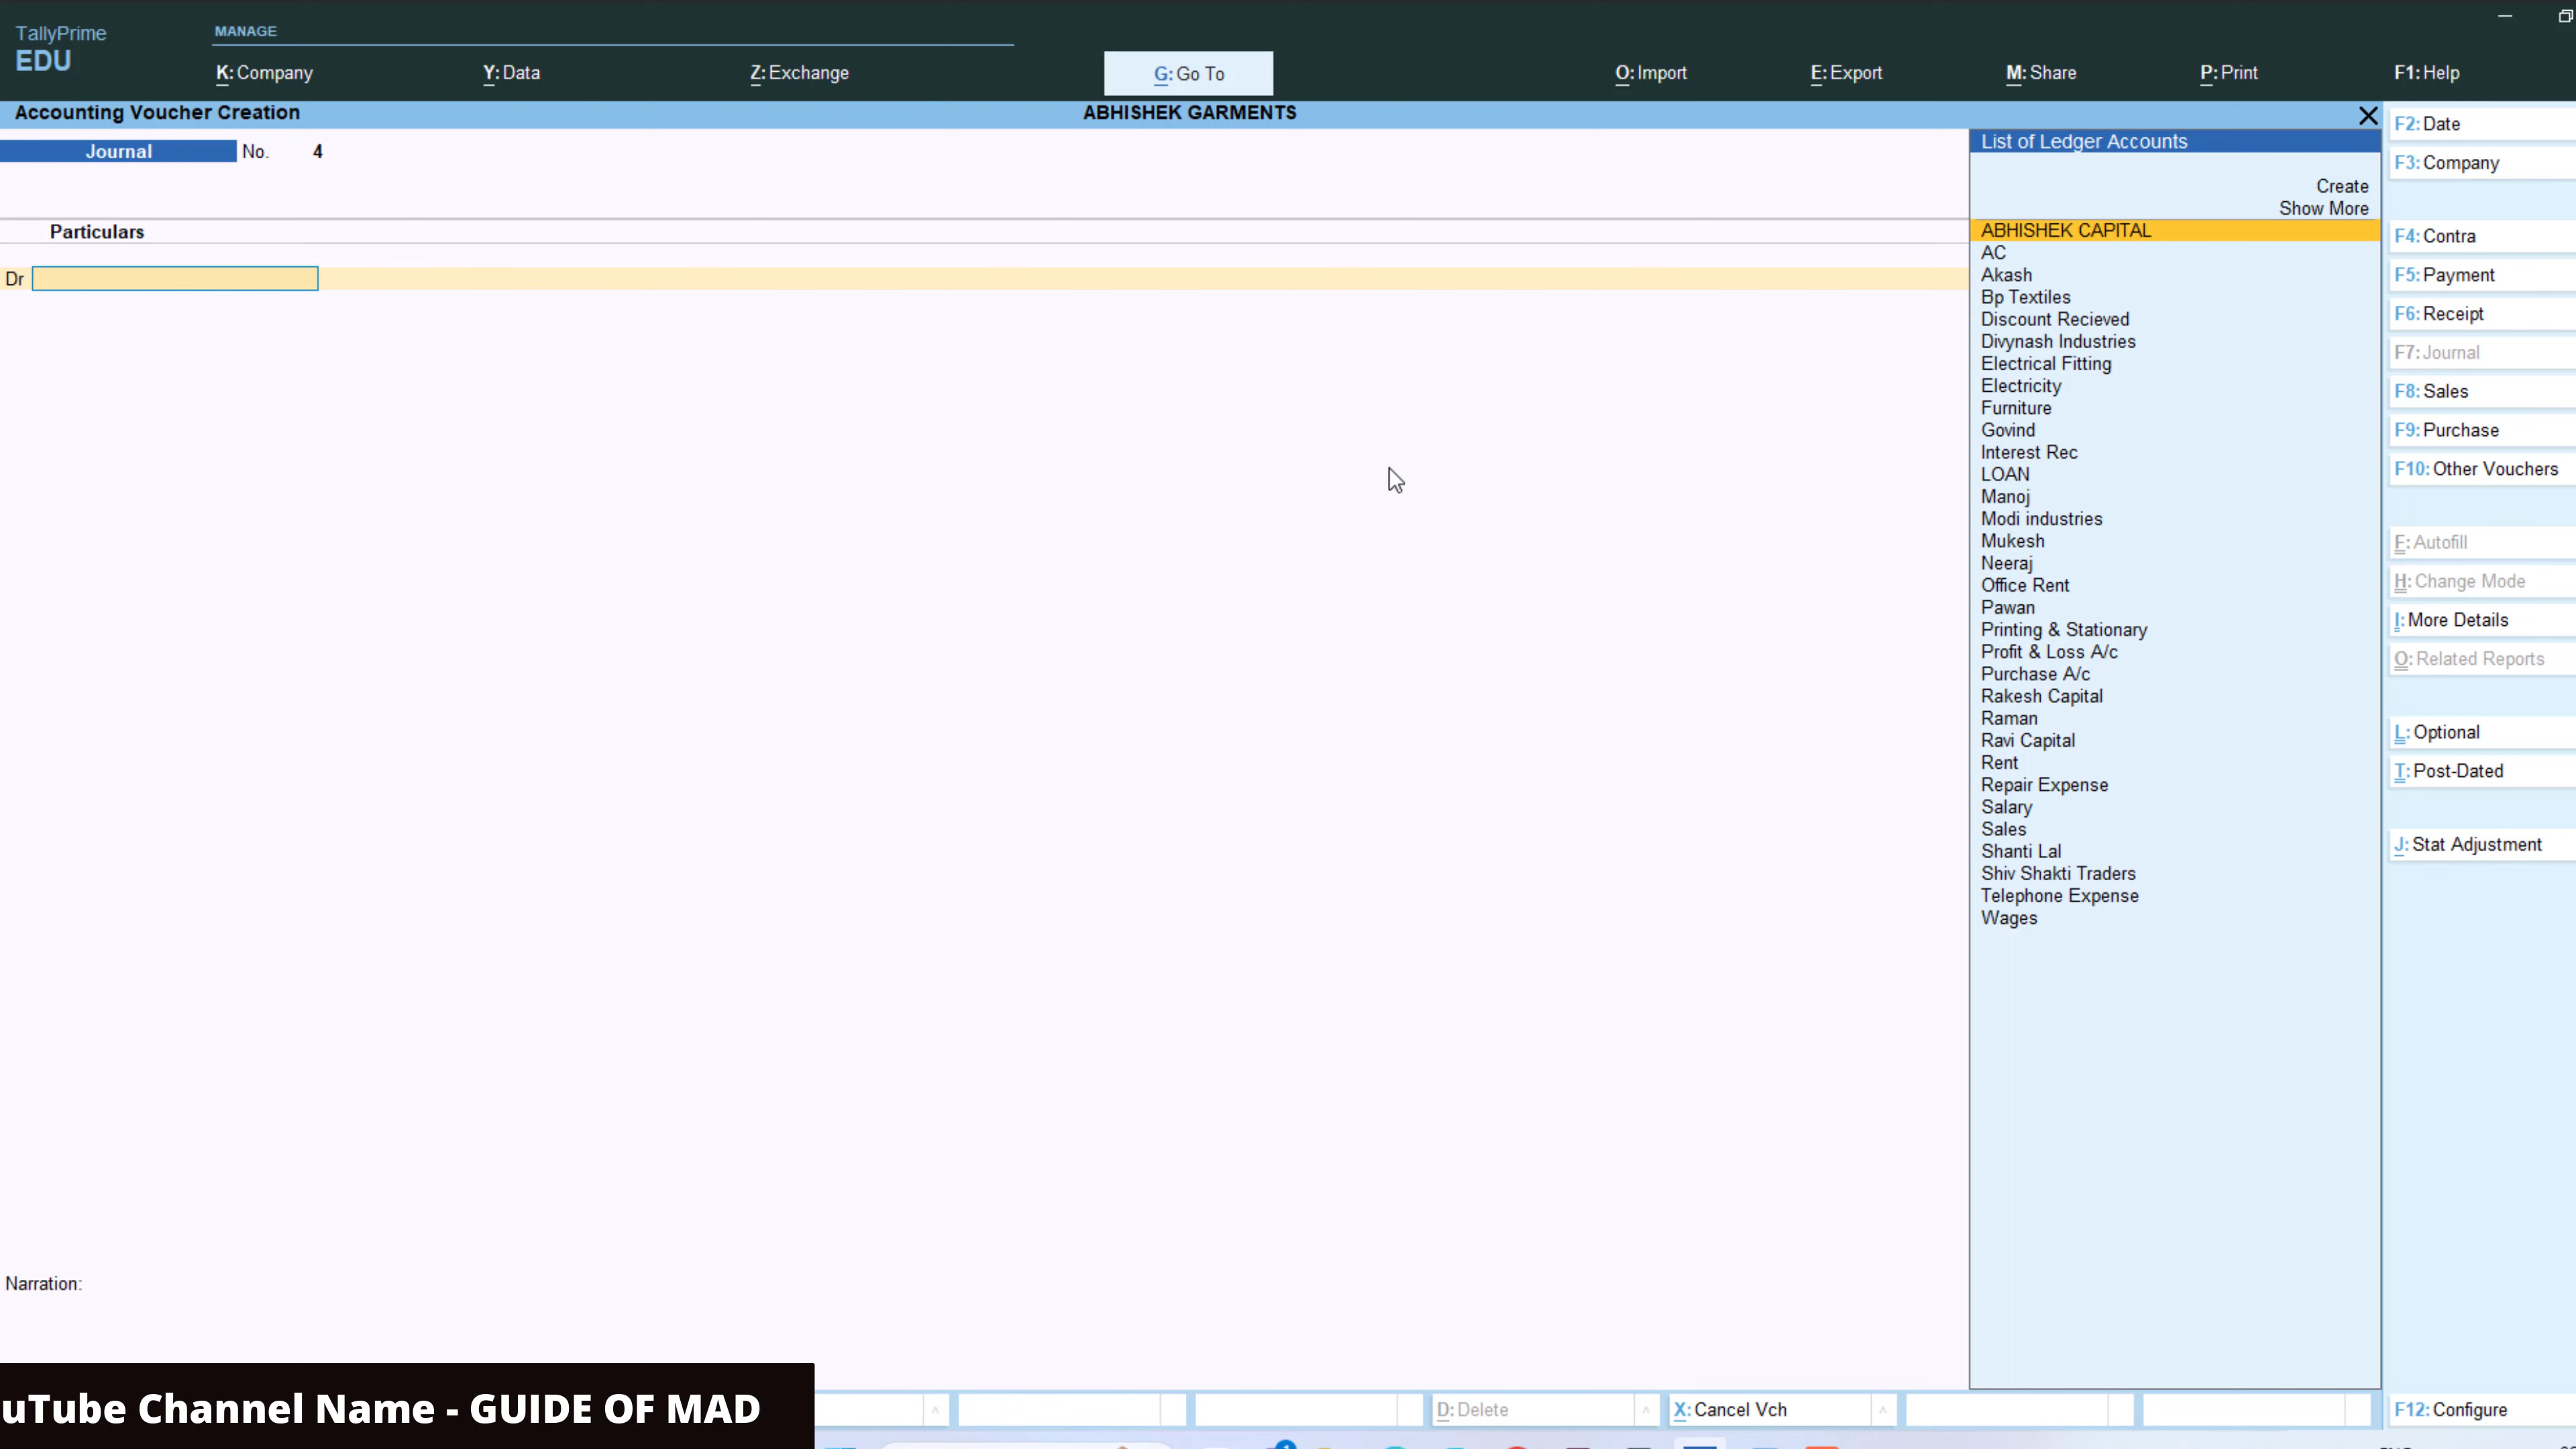 TallyPrime
EDU
MANAGE
K: Company
Y: Data
Z: Exchange
G: Go To
O: Import
E: Export
M: Share
P: Print
F1: Help
Accounting Voucher Creation
ABHISHEK GARMENTS
Journal No. 4
Particulars
Dr
List of Ledger Accounts
Create
Show More
ABHISHEK CAPITAL
AC
Akash
Bp Textiles
Discount Recieved
Divynash Industries
Electrical Fitting
Electricity
Furniture
Govind
Interest Rec
LOAN
Manoj
Modi industries
Mukesh
Neeraj
Office Rent
Pawan
Printing & Stationary
Profit & Loss A/c
Purchase A/c
Rakesh Capital
Raman
Ravi Capital
Rent
Repair Expense
Salary
Sales
Shanti Lal
Shiv Shakti Traders
Telephone Expense
Wages
F2: Date
F3: Company
F4: Contra
F5: Payment
F6: Receipt
F7: Journal
F8: Sales
F9: Purchase
F10: Other Vouchers
F: Autofill
H: Change Mode
I: More Details
O: Related Reports
L: Optional
T: Post-Dated
J: Stat Adjustment
Narration:
uTube Channel Name - GUIDE OF MAD
D: Delete
X: Cancel Vch
F12: Configure